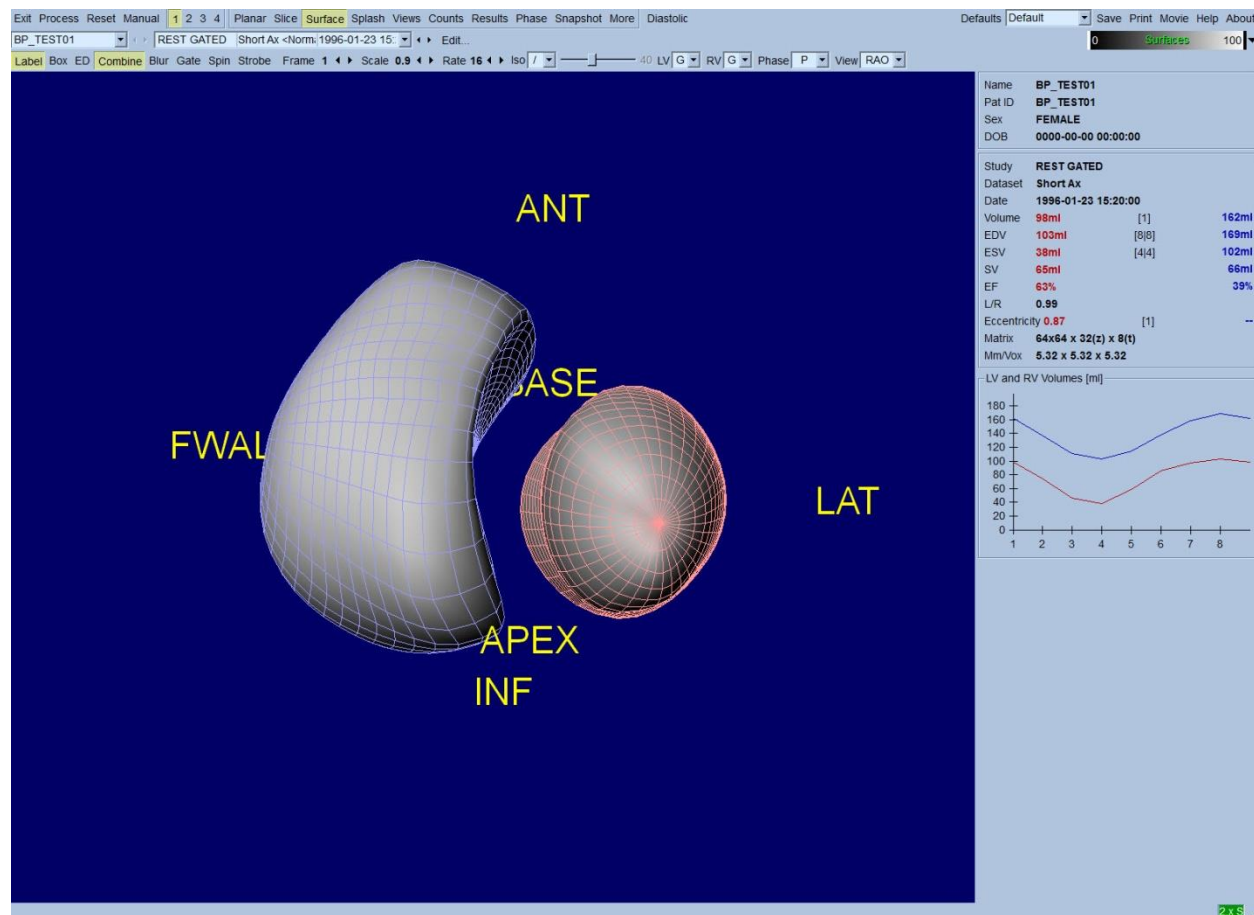 Exit Process Reset Manual 1 2 3 4 Planar Slice Surface Splash Views Counts Results Phase Snapshot More Diastolic Defaults Default Save Print Movie Help About
BP_TEST01 REST GATED Short Ax <Norm: 1996-01-23 15: Edit... 0 Surfaces 100
Label Box ED Combine Blur Gate Spin Strobe Frame 1 Scale 0.9 Rate 16 Iso / 40 LV G RV G Phase P View RAO
ANT
BASE
FWAL
LAT
APEX
INF
Name BP_TEST01
Pat ID BP_TEST01
Sex FEMALE
DOB 0000-00-00 00:00:00
Study REST GATED
Dataset Short Ax
Date 1996-01-23 15:20:00
Volume 98ml [1] 162ml
EDV 103ml [8|8] 169ml
ESV 38ml [4|4] 102ml
SV 65ml 66ml
EF 63% 39%
L/R 0.99
Eccentricity 0.87 [1] --
Matrix 64x64 x 32(z) x 8(t)
Mm/Vox 5.32 x 5.32 x 5.32
LV and RV Volumes [ml]
180
160
140
120
100
80
60
40
20
0
1 2 3 4 5 6 7 8
2 x S